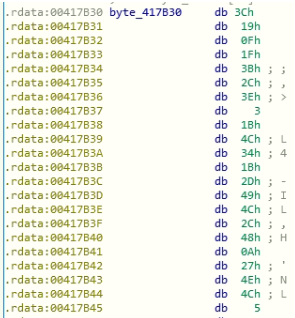 .rdata:00417B30 byte_417B30 db 3Ch
.rdata:00417B31 db 19h
.rdata:00417B32 db 0Fh
.rdata:00417B33 db 1Fh
.rdata:00417B34 db 3Bh ; ;
.rdata:00417B35 db 2Ch ; ,
.rdata:00417B36 db 3Eh ; >
.rdata:00417B37 db 3
.rdata:00417B38 db 1Bh
.rdata:00417B39 db 4Ch ; L
.rdata:00417B3A db 34h ; 4
.rdata:00417B3B db 1Bh
.rdata:00417B3C db 2Dh ; -
.rdata:00417B3D db 49h ; I
.rdata:00417B3E db 4Ch ; L
.rdata:00417B3F db 2Ch ; ,
.rdata:00417B40 db 48h ; H
.rdata:00417B41 db 0Ah
.rdata:00417B42 db 27h ; '
.rdata:00417B43 db 4Eh ; N
.rdata:00417B44 db 4Ch ; L
.rdata:00417B45 db 5